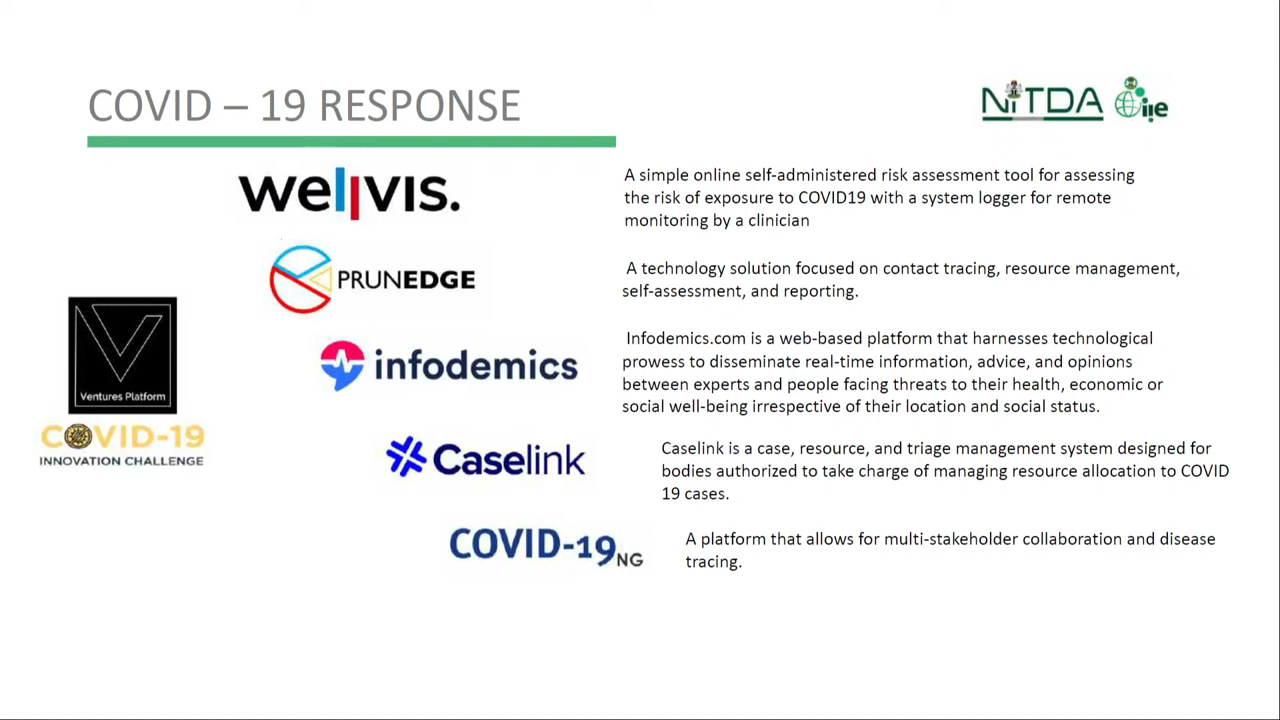 COVID – 19 RESPONSE
NiTDA iie
wellvis.
A simple online self-administered risk assessment tool for assessing
the risk of exposure to COVID19 with a system logger for remote
monitoring by a clinician
PRUNEDGE
A technology solution focused on contact tracing, resource management,
self-assessment, and reporting.
infodemics
Infodemics.com is a web-based platform that harnesses technological
prowess to disseminate real-time information, advice, and opinions
between experts and people facing threats to their health, economic or
social well-being irrespective of their location and social status.
Ventures Platform
COVID-19
INNOVATION CHALLENGE
Caselink
Caselink is a case, resource, and triage management system designed for
bodies authorized to take charge of managing resource allocation to COVID
19 cases.
COVID-19NG
A platform that allows for multi-stakeholder collaboration and disease
tracing.